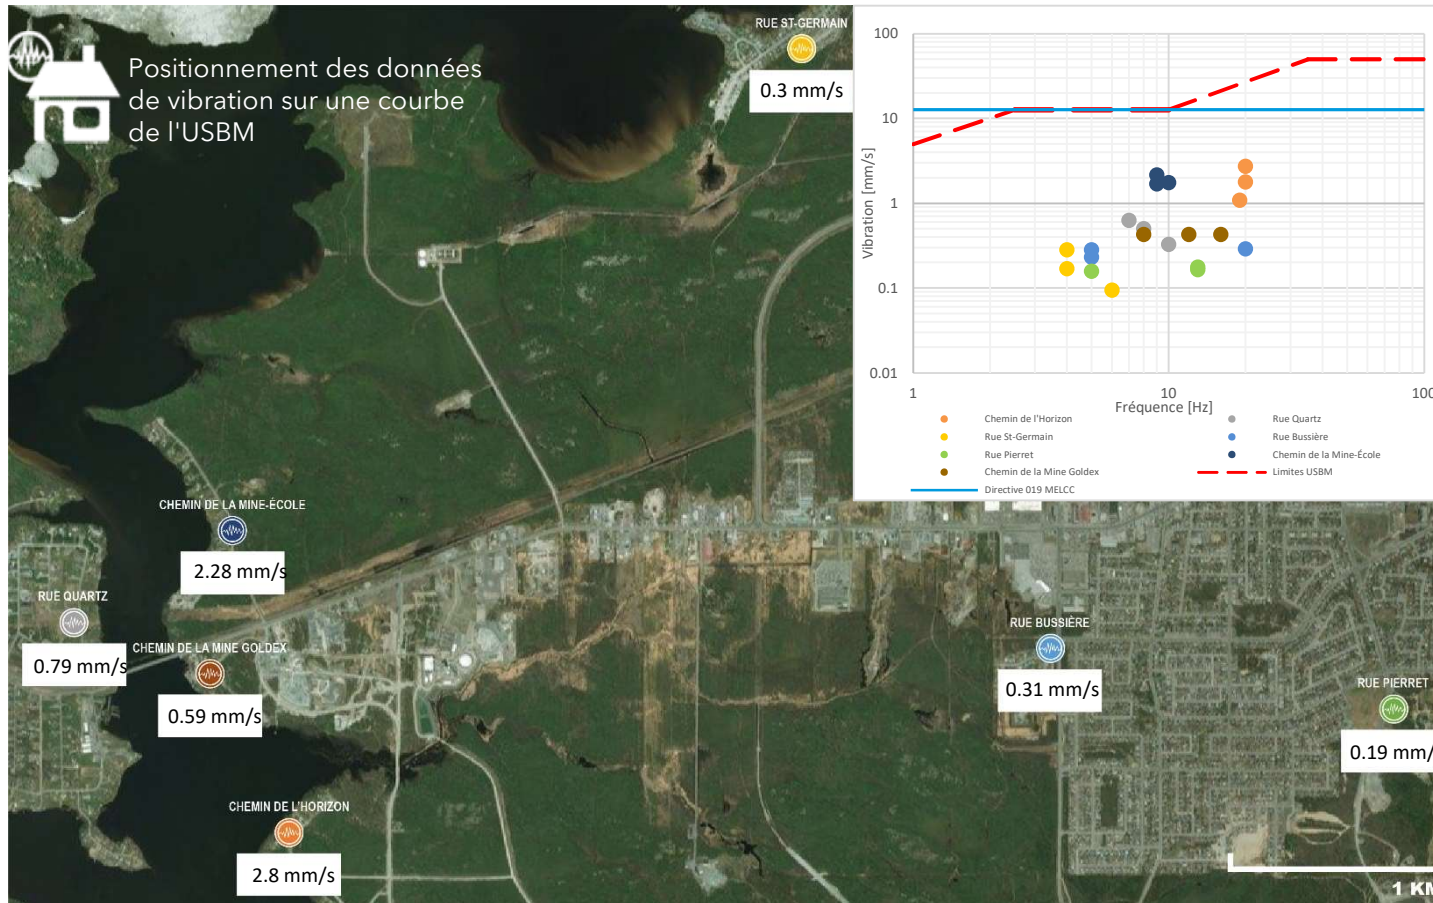 Positionnement des données
de vibration sur une courbe
de l'USBM
RUE ST-GERMAIN
0.3 mm/s
CHEMIN DE LA MINE-ÉCOLE
2.28 mm/s
RUE QUARTZ
0.79 mm/s
CHEMIN DE LA MINE GOLDEX
0.59 mm/s
CHEMIN DE L'HORIZON
2.8 mm/s
RUE BUSSIÈRE
0.31 mm/s
RUE PIERRET
0.19 mm/
1 KM
Vibration [mm/s]
100
10
1
0.1
0.01
1
10
100
Fréquence [Hz]
Chemin de l'Horizon
Rue Quartz
Rue St-Germain
Rue Bussière
Rue Pierret
Chemin de la Mine-École
Chemin de la Mine Goldex
Limites USBM
Directive 019 MELCC